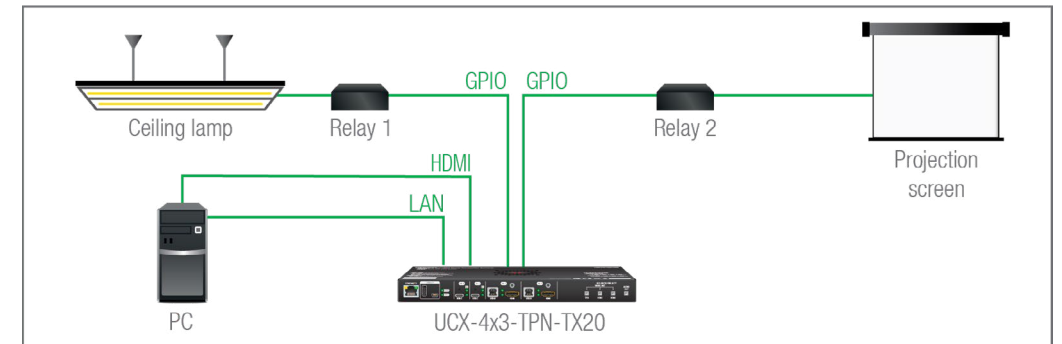 GPIO GPIO
Ceiling lamp
Relay 1
Relay 2
Projection
screen
HDMI
LAN
PC
UCX-4x3-TPN-TX20